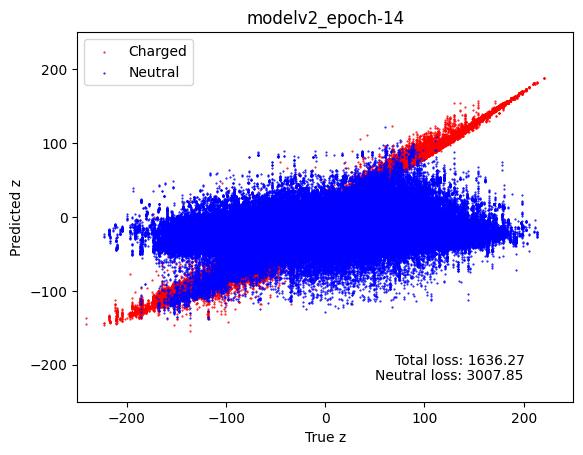 modelv2_epoch-14
Charged
Neutral
200
100
0
−100
−200
Predicted z
Total loss: 1636.27
Neutral loss: 3007.85
−200
−100
0
100
200
True z